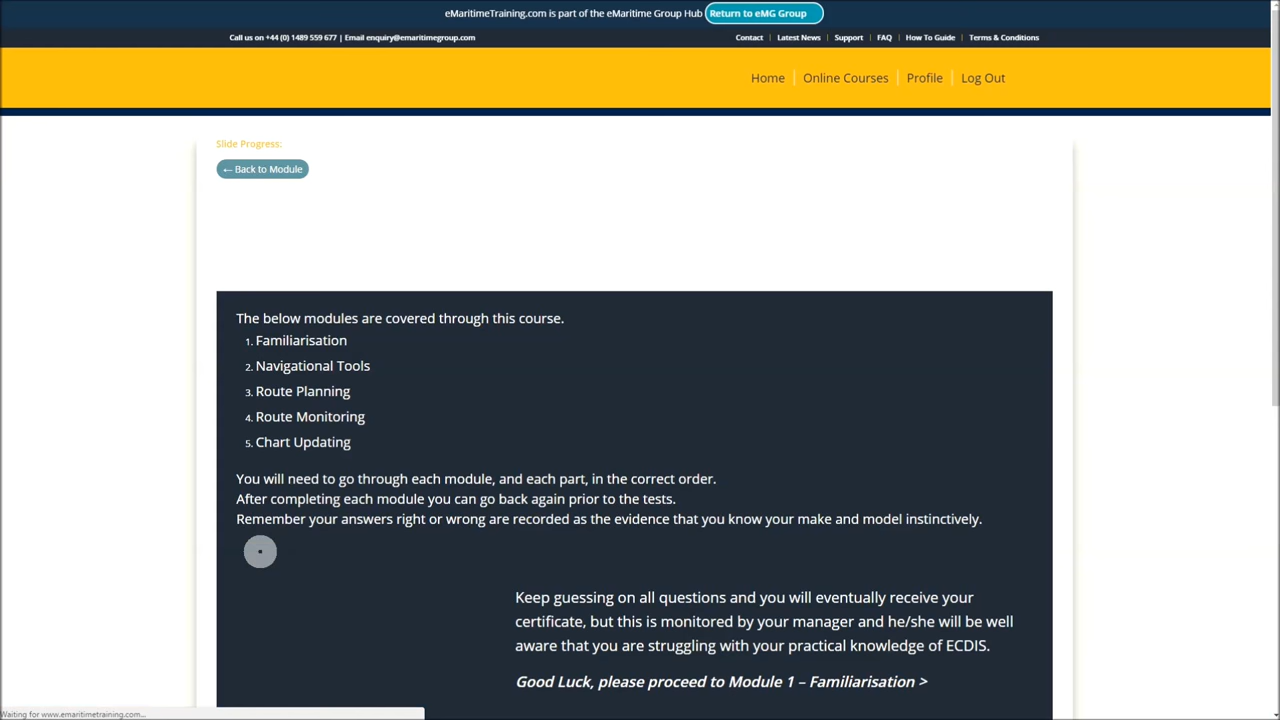 eMaritimeTraining.com is part of the eMaritime Group Hub Return to eMG Group
Call us on +44 (0) 1489 559 677 | Email enquiry@emaritimegroup.com Contact | Latest News | Support | FAQ | How To Guide | Terms & Conditions
Home | Online Courses | Profile | Log Out
Slide Progress:
← Back to Module
The below modules are covered through this course.
1. Familiarisation
2. Navigational Tools
3. Route Planning
4. Route Monitoring
5. Chart Updating
You will need to go through each module, and each part, in the correct order.
After completing each module you can go back again prior to the tests.
Remember your answers right or wrong are recorded as the evidence that you know your make and model instinctively.
Keep guessing on all questions and you will eventually receive your
certificate, but this is monitored by your manager and he/she will be well
aware that you are struggling with your practical knowledge of ECDIS.
Good Luck, please proceed to Module 1 – Familiarisation >
Waiting for www.emaritimetraining.com...